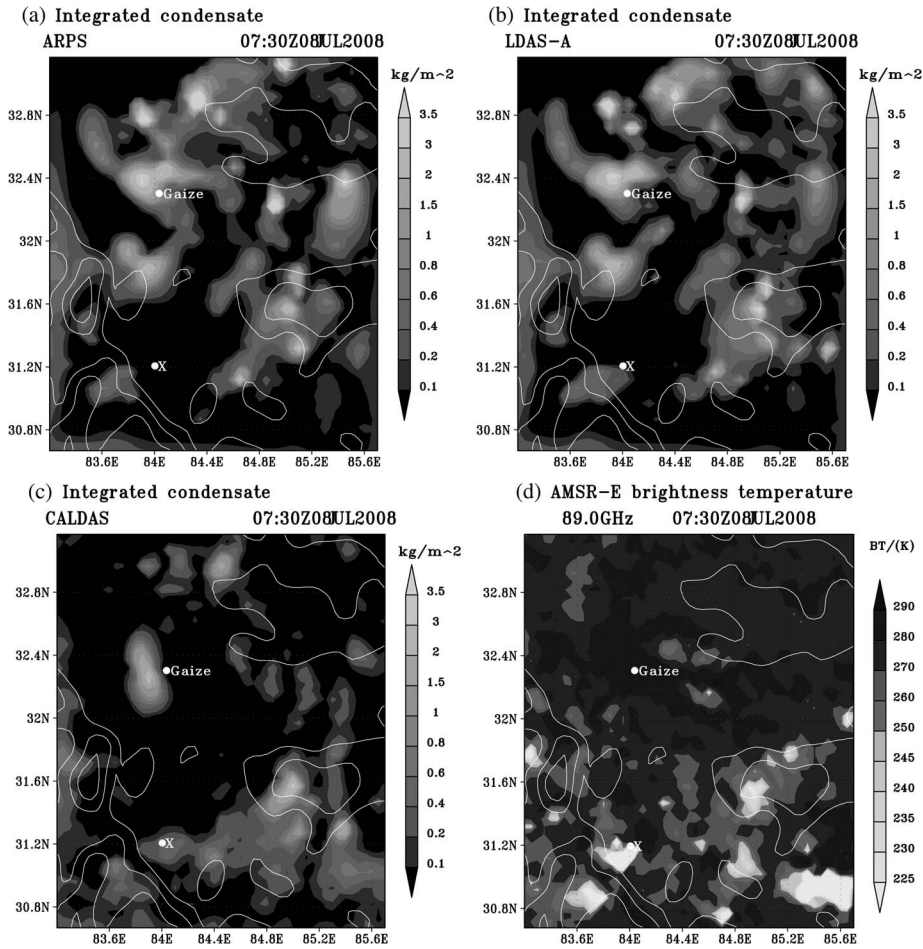 (a) Integrated condensate
ARPS 07:30Z08JUL2008
kg/m^2
3.5
3
2
1.5
1
0.8
0.6
0.4
0.2
0.1
32.8N
32.4N
32N
31.6N
31.2N
30.8N
Gaize
X
83.6E 84E 84.4E 84.8E 85.2E 85.6E
(b) Integrated condensate
LDAS-A 07:30Z08JUL2008
kg/m^2
3.5
3
2
1.5
1
0.8
0.6
0.4
0.2
0.1
32.8N
32.4N
32N
31.6N
31.2N
30.8N
Gaize
X
83.6E 84E 84.4E 84.8E 85.2E 85.6E
(c) Integrated condensate
CALDAS 07:30Z08JUL2008
kg/m^2
3.5
3
2
1.5
1
0.8
0.6
0.4
0.2
0.1
32.8N
32.4N
32N
31.6N
31.2N
30.8N
Gaize
X
83.6E 84E 84.4E 84.8E 85.2E 85.6E
(d) AMSR-E brightness temperature
89.0GHz 07:30Z08JUL2008
BT/(K)
290
280
270
260
250
245
240
235
230
225
32.8N
32.4N
32N
31.6N
31.2N
30.8N
Gaize
X
83.6E 84E 84.4E 84.8E 85.2E 85.6E